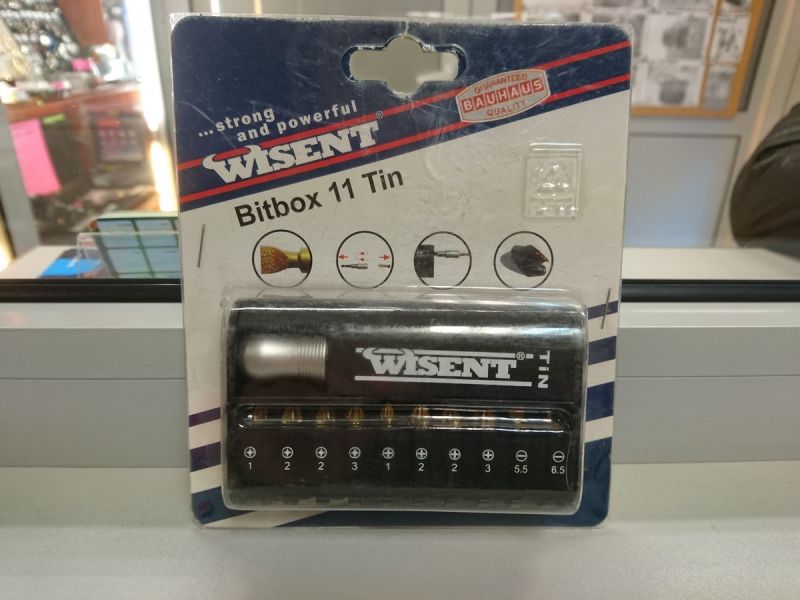 ...strong
and powerful
WISENT®
GUARANTEED
BAUHAUS
QUALITY
Bitbox 11 Tin
WISENT®
TiN
1 2 2 3 1 2 2 3 5.5 6.5